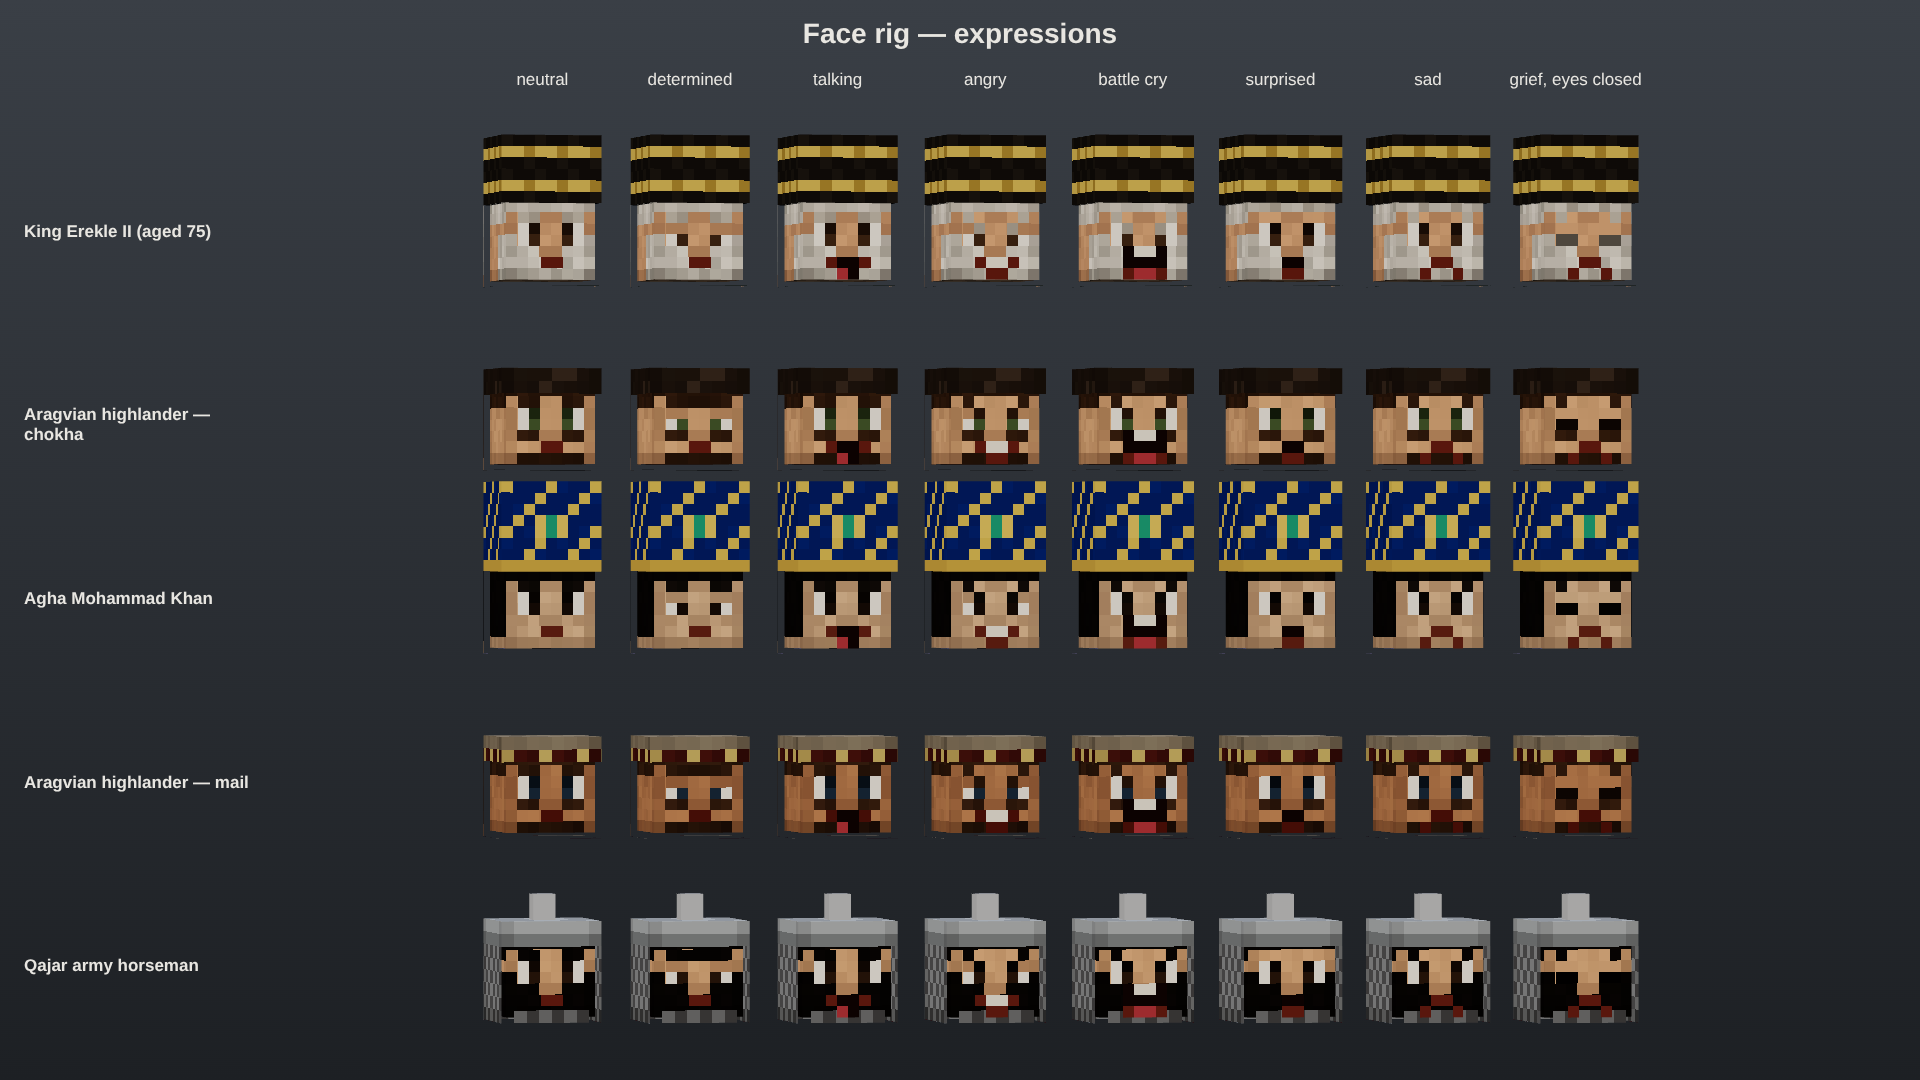 Face rig — expressions
neutral determined talking angry battle cry surprised sad grief, eyes closed
King Erekle II (aged 75)
Aragvian highlander —
chokha
Agha Mohammad Khan
Aragvian highlander — mail
Qajar army horseman